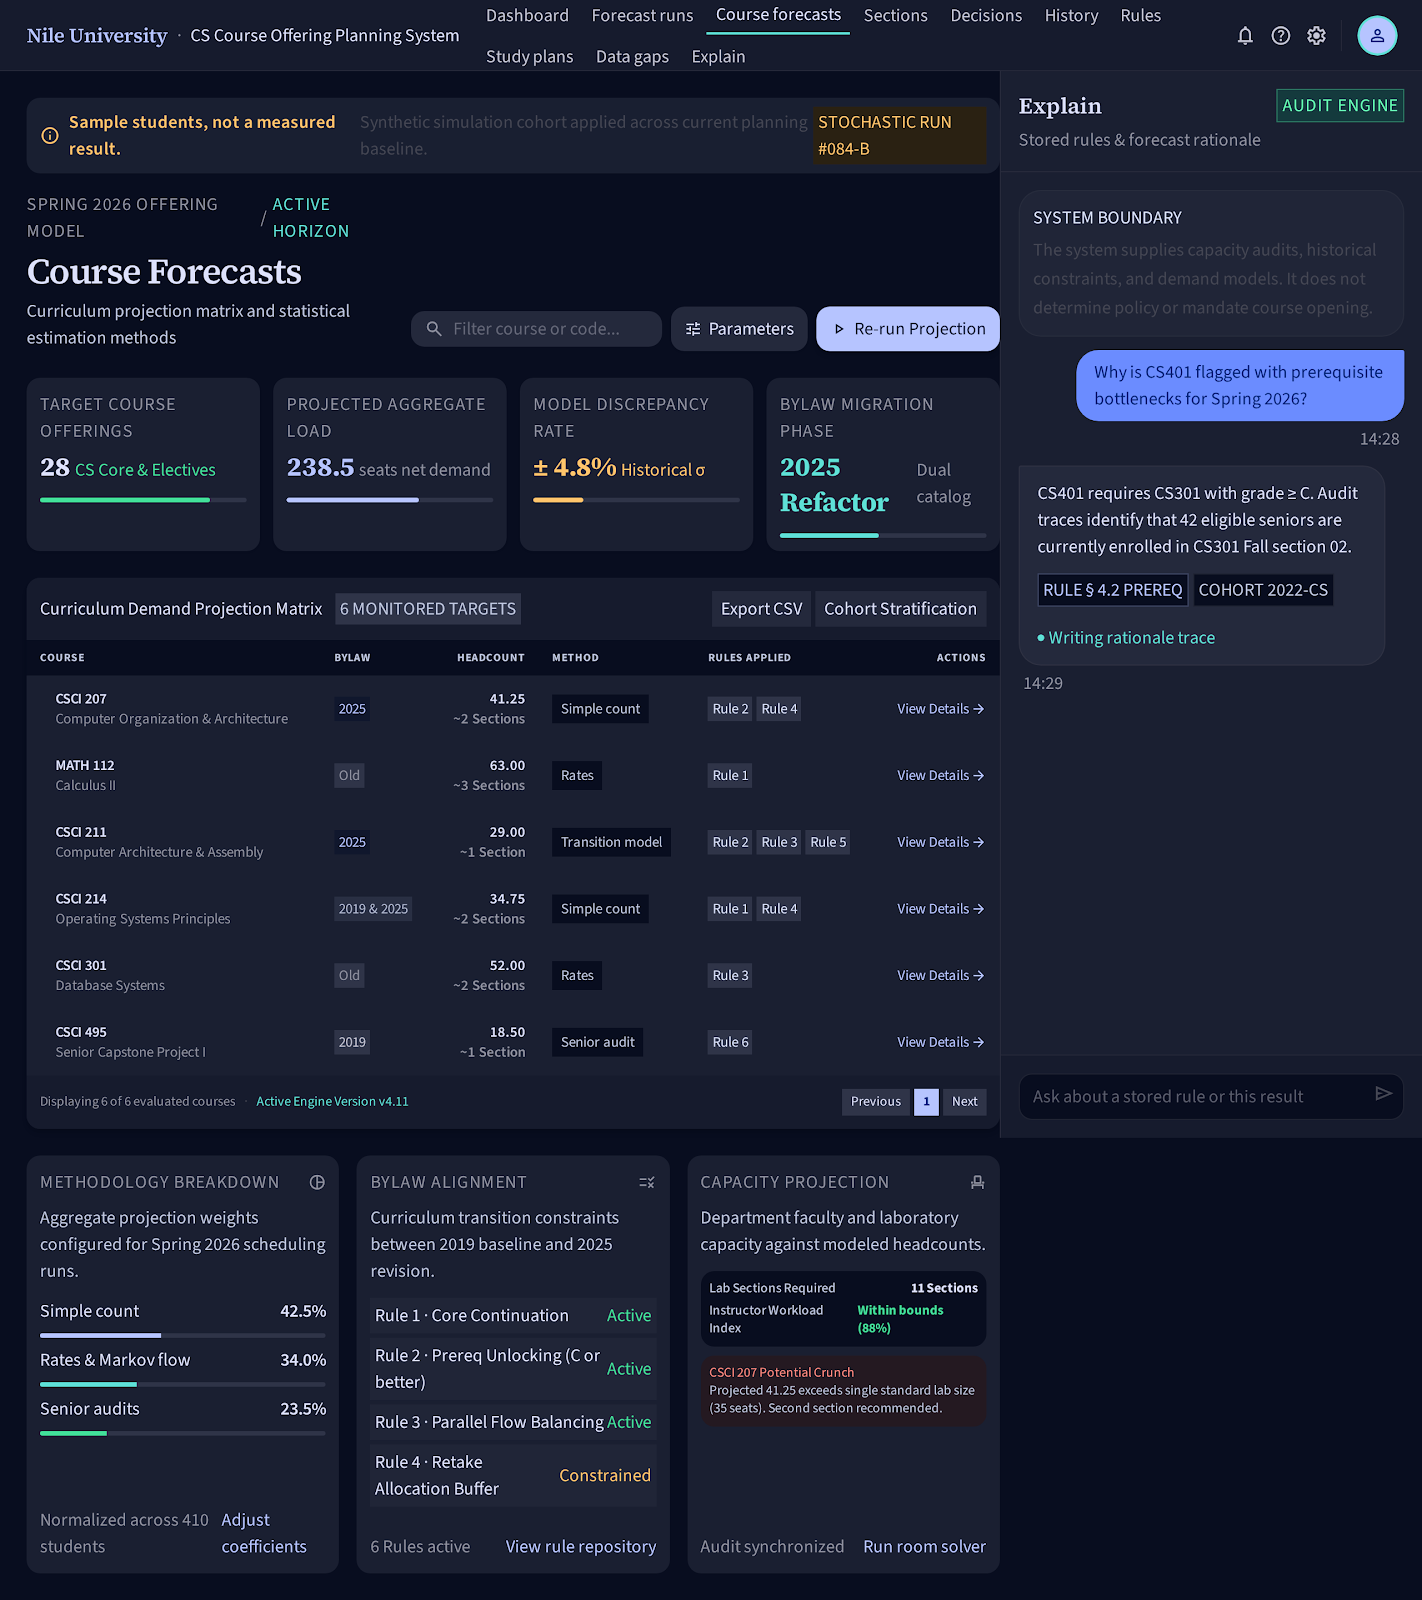 Nile University · CS Course Offering Planning System
Dashboard Forecast runs Course forecasts Sections Decisions History Rules
Study plans Data gaps Explain
Sample students, not a measured
result.
Synthetic simulation cohort applied across current planning
baseline.
STOCHASTIC RUN
#084-B
SPRING 2026 OFFERING
MODEL
/
ACTIVE
HORIZON
Course Forecasts
Curriculum projection matrix and statistical
estimation methods
Filter course or code...
Parameters
Re-run Projection
TARGET COURSE
OFFERINGS
28 CS Core & Electives
PROJECTED AGGREGATE
LOAD
238.5 seats net demand
MODEL DISCREPANCY
RATE
± 4.8% Historical σ
BYLAW MIGRATION
PHASE
2025
Refactor
Dual
catalog
Curriculum Demand Projection Matrix 6 MONITORED TARGETS Export CSV Cohort Stratification
COURSE BYLAW HEADCOUNT METHOD RULES APPLIED ACTIONS
CSCI 207
Computer Organization & Architecture
2025
41.25
~2 Sections
Simple count
Rule 2 Rule 4
View Details →
MATH 112
Calculus II
Old
63.00
~3 Sections
Rates
Rule 1
View Details →
CSCI 211
Computer Architecture & Assembly
2025
29.00
~1 Section
Transition model
Rule 2 Rule 3 Rule 5
View Details →
CSCI 214
Operating Systems Principles
2019 & 2025
34.75
~2 Sections
Simple count
Rule 1 Rule 4
View Details →
CSCI 301
Database Systems
Old
52.00
~2 Sections
Rates
Rule 3
View Details →
CSCI 495
Senior Capstone Project I
2019
18.50
~1 Section
Senior audit
Rule 6
View Details →
Displaying 6 of 6 evaluated courses · Active Engine Version v4.11
Previous 1 Next
METHODOLOGY BREAKDOWN
Aggregate projection weights
configured for Spring 2026 scheduling
runs.
Simple count 42.5%
Rates & Markov flow 34.0%
Senior audits 23.5%
Normalized across 410
students
Adjust
coefficients
BYLAW ALIGNMENT
Curriculum transition constraints
between 2019 baseline and 2025
revision.
Rule 1 · Core Continuation Active
Rule 2 · Prereq Unlocking (C or
better)
Active
Rule 3 · Parallel Flow Balancing Active
Rule 4 · Retake
Allocation Buffer
Constrained
6 Rules active View rule repository
CAPACITY PROJECTION
Department faculty and laboratory
capacity against modeled headcounts.
Lab Sections Required 11 Sections
Instructor Workload
Index
Within bounds
(88%)
CSCI 207 Potential Crunch
Projected 41.25 exceeds single standard lab size
(35 seats). Second section recommended.
Audit synchronized Run room solver
Explain
AUDIT ENGINE
Stored rules & forecast rationale
SYSTEM BOUNDARY
The system supplies capacity audits, historical
constraints, and demand models. It does not
determine policy or mandate course opening.
Why is CS401 flagged with prerequisite
bottlenecks for Spring 2026?
14:28
CS401 requires CS301 with grade ≥ C. Audit
traces identify that 42 eligible seniors are
currently enrolled in CS301 Fall section 02.
RULE § 4.2 PREREQ COHORT 2022-CS
• Writing rationale trace
14:29
Ask about a stored rule or this result